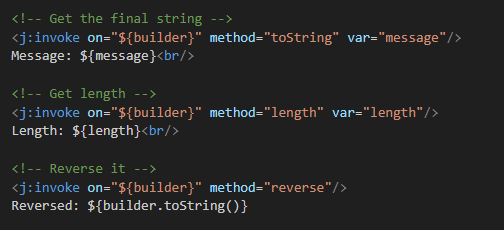 <!-- Get the final string -->
<j:invoke on="${builder}" method="toString" var="message"/>
Message: ${message}<br/>
<!-- Get length -->
<j:invoke on="${builder}" method="length" var="length"/>
Length: ${length}<br/>
<!-- Reverse it -->
<j:invoke on="${builder}" method="reverse"/>
Reversed: ${builder.toString()}